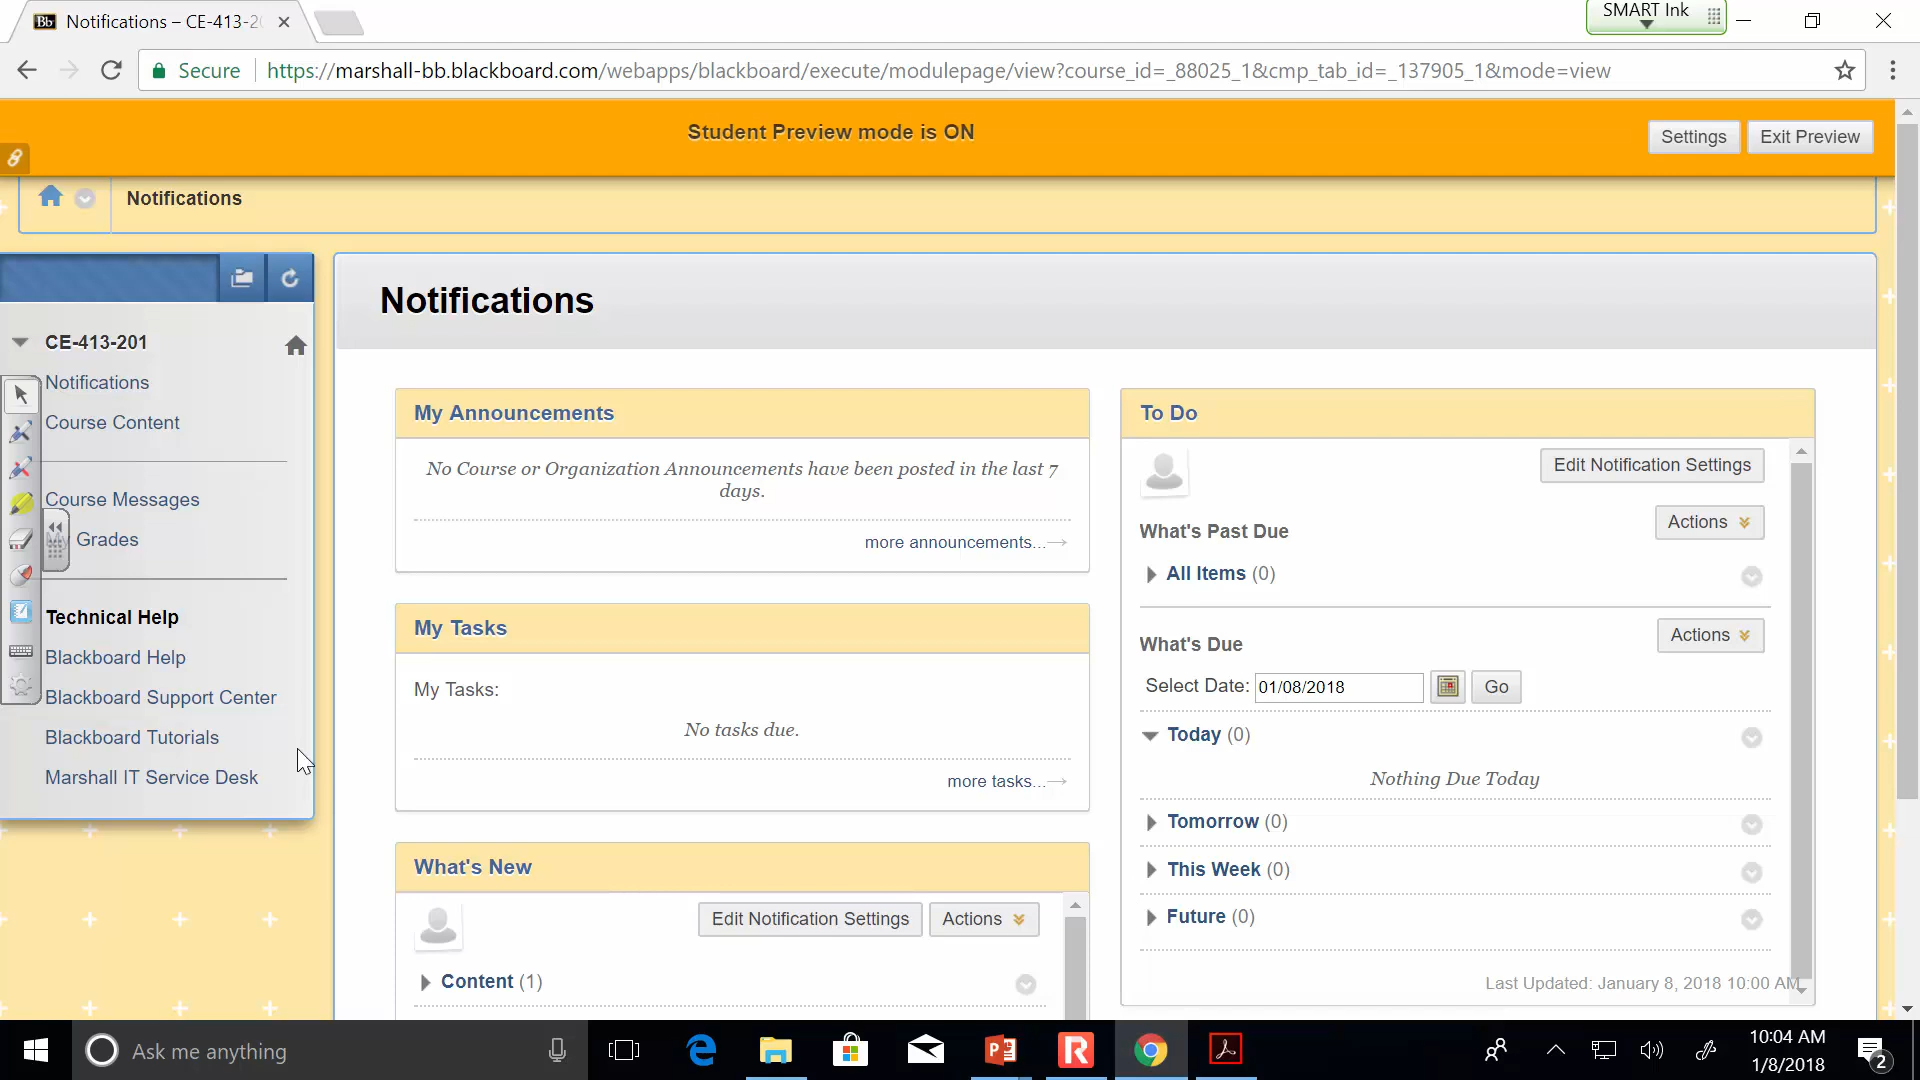 Notifications – CE-413-2
SMART Ink
Secure
https://marshall-bb.blackboard.com/webapps/blackboard/execute/modulepage/view?course_id=_88025_1&cmp_tab_id=_137905_1&mode=view
Student Preview mode is ON
Settings
Exit Preview
Notifications
CE-413-201
Notifications
Course Content
Course Messages
Grades
Technical Help
Blackboard Help
Blackboard Support Center
Blackboard Tutorials
Marshall IT Service Desk
Notifications
My Announcements
No Course or Organization Announcements have been posted in the last 7
days.
more announcements...
My Tasks
My Tasks:
No tasks due.
more tasks...
What's New
Edit Notification Settings
Actions
Content (1)
To Do
Edit Notification Settings
What's Past Due
Actions
All Items (0)
What's Due
Actions
Select Date: 01/08/2018 Go
Today (0)
Nothing Due Today
Tomorrow (0)
This Week (0)
Future (0)
Last Updated: January 8, 2018 10:00 AM
Ask me anything
10:04 AM
1/8/2018
2